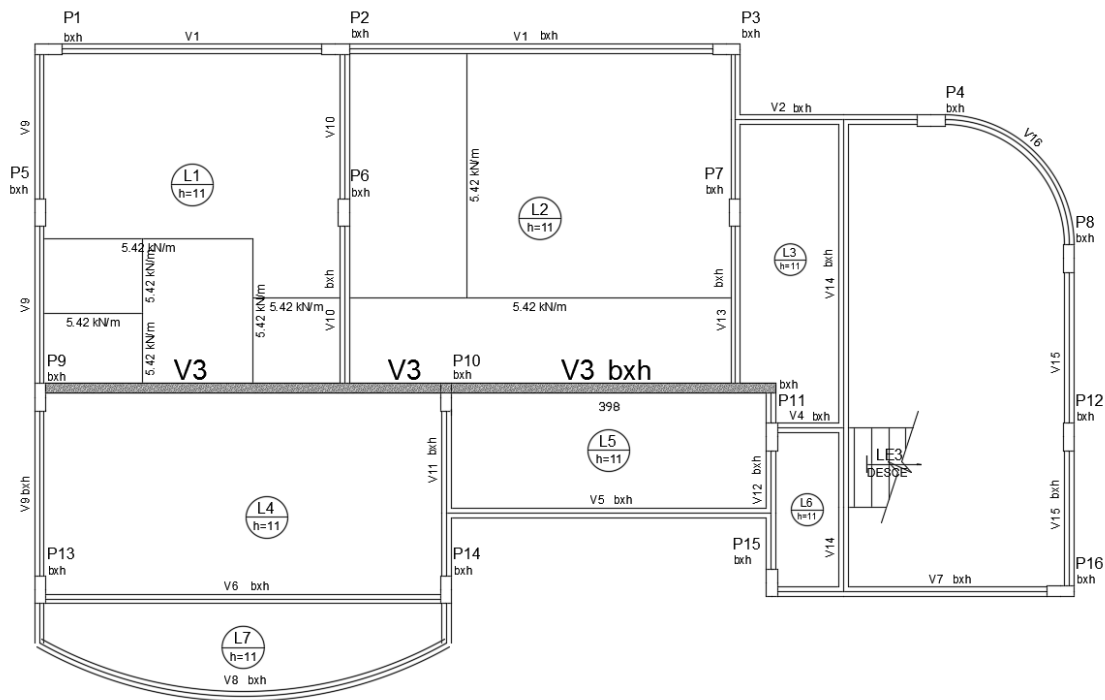 P1
bxh
V1
P2
bxh
V1 bxh
P3
bxh
V2 bxh
P4
bxh
V16
V9
V10
P5
bxh
L1
h=11
P6
bxh
5.42 kN/m
L2
h=11
P7
bxh
P8
bxh
L3
h=11
V14 bxh
5.42 kN/m
5.42 kN/m
5.42 kN/m
V9
5.42 kN/m
5.42 kN/m
5.42 kN/m
V10 bxh
5.42 kN/m
V13 bxh
V15
P9
bxh
V3
V3
P10
bxh
V3 bxh
bxh
P11
P12
bxh
398
V4 bxh
L5
h=11
V11 bxh
V12 bxh
LE3
DESCE
V9 bxh
L4
h=11
V5 bxh
L6
h=11
V14
V15 bxh
P13
bxh
V6 bxh
P14
bxh
P15
bxh
V7 bxh
P16
bxh
L7
h=11
V8 bxh